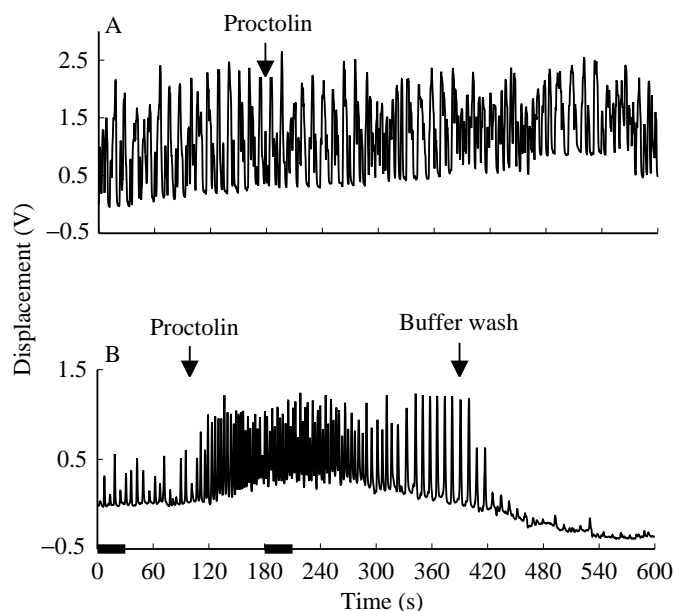 A
Proctolin
2.5
1.5
0.5
–0.5
Displacement (V)
Proctolin
Buffer wash
B
1.5
0.5
–0.5
0 60 120 180 240 300 360 420 480 540 600
Time (s)